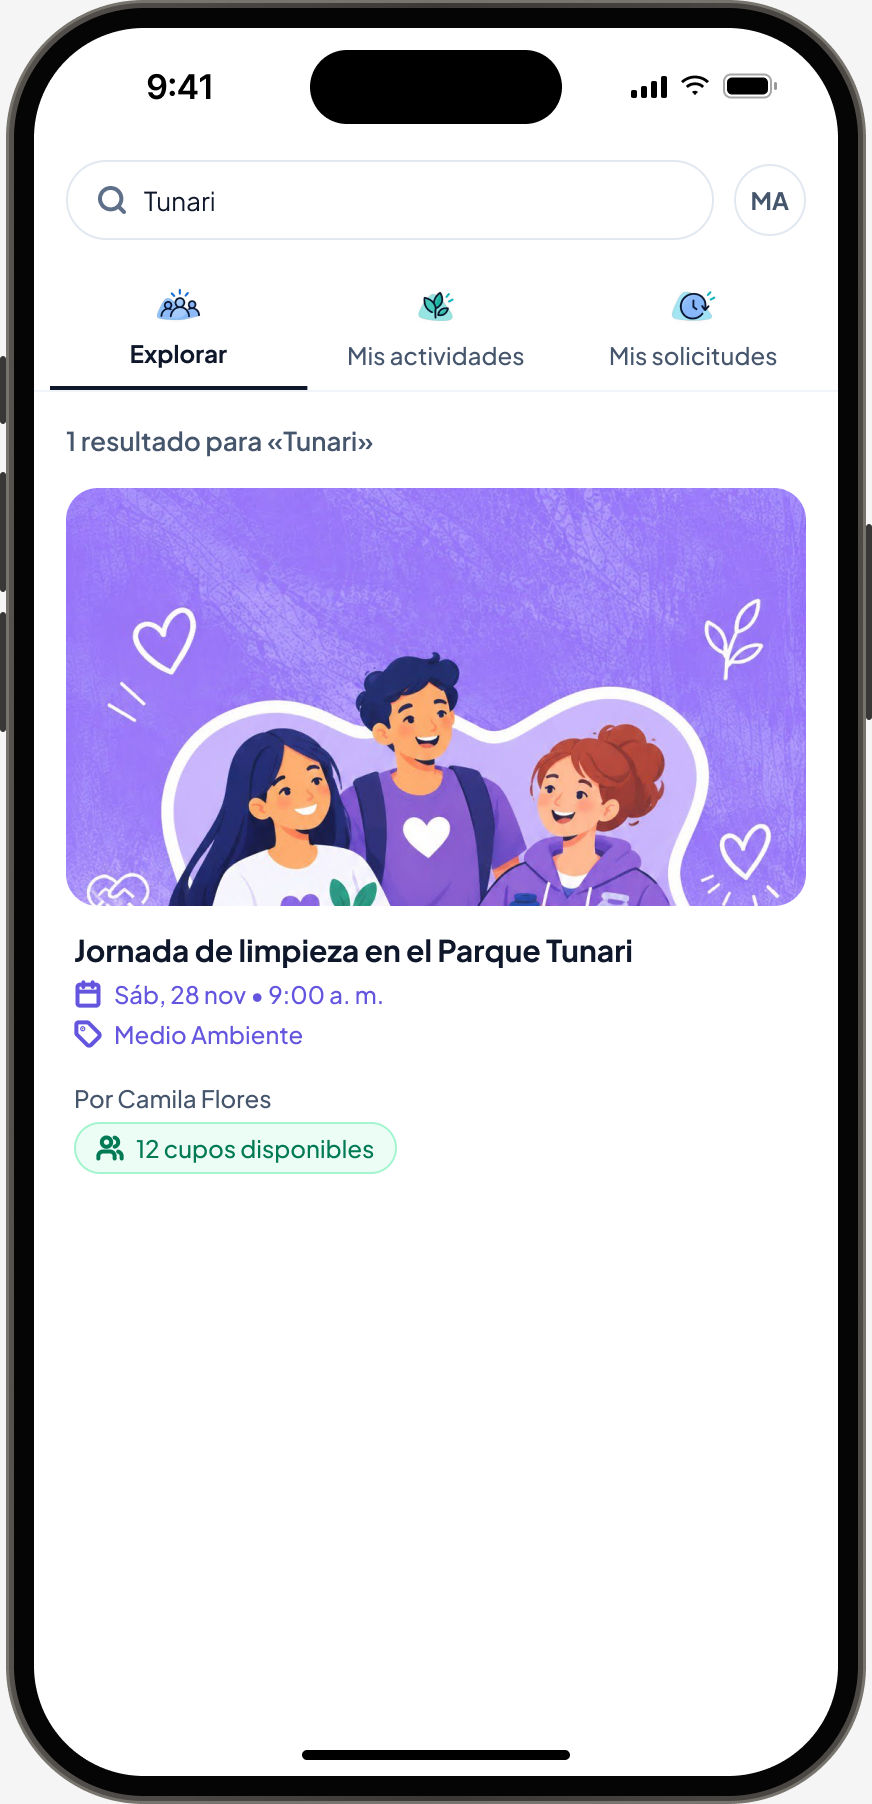 9:41
Tunari
MA
Explorar
Mis actividades
Mis solicitudes
1 resultado para «Tunari»
Jornada de limpieza en el Parque Tunari
Sáb, 28 nov • 9:00 a. m.
Medio Ambiente
Por Camila Flores
12 cupos disponibles